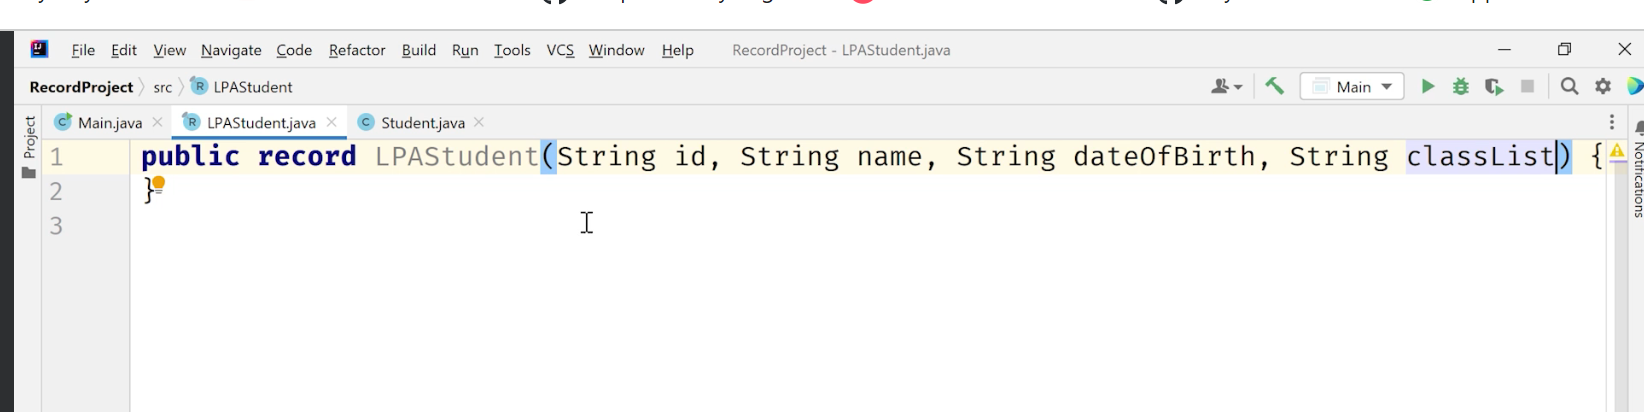 File Edit View Navigate Code Refactor Build Run Tools VCS Window Help RecordProject - LPAStudent.java
RecordProject src R LPAStudent Main
C Main.java R LPAStudent.java C Student.java
Project
1 public record LPAStudent(String id, String name, String dateOfBirth, String classList) {
2 }
3
Notifications